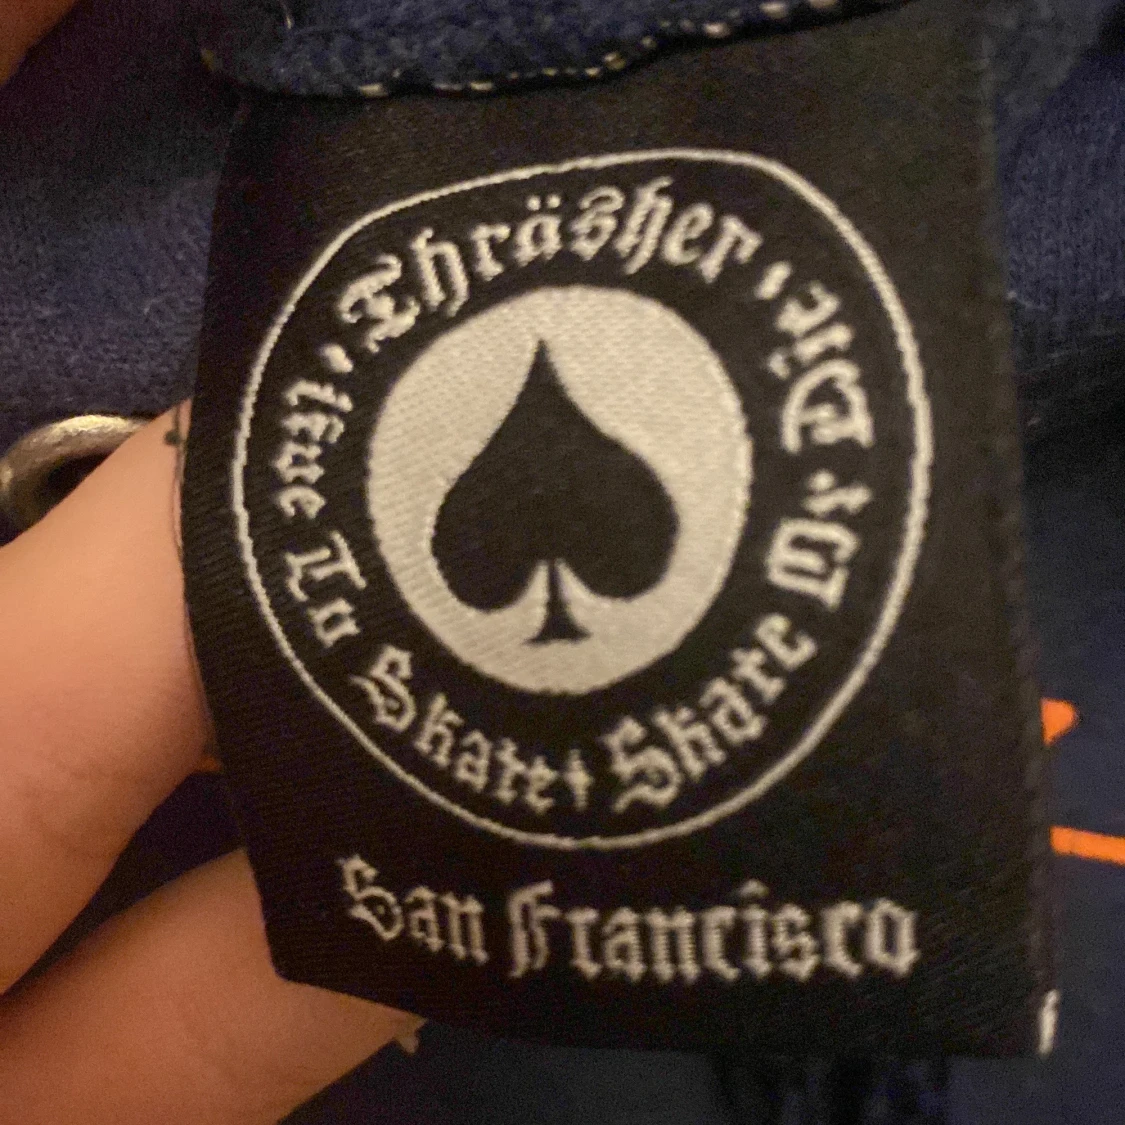 Thräsher • Live To Skate † Skate Or Die •
San Francisco